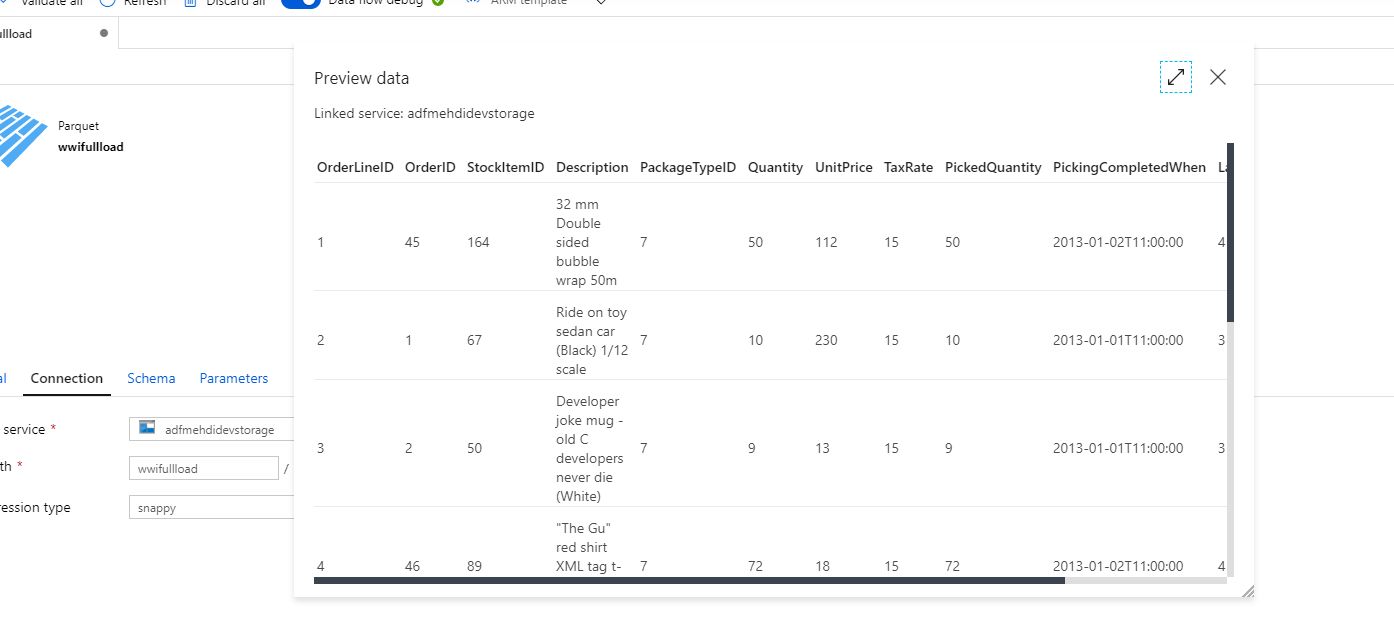 Validate all Refresh Discard all Data flow debug ARM template
Preview data
Linked service: adfmehdidevstorage
Parquet
wwifullload
OrderLineID OrderID StockItemID Description PackageTypeID Quantity UnitPrice TaxRate PickedQuantity PickingCompletedWhen
32 mm
Double
1 45 164 sided 7 50 112 15 50 2013-01-02T11:00:00 4
bubble
wrap 50m
Ride on toy
sedan car
2 1 67 (Black) 1/12 7 10 230 15 10 2013-01-01T11:00:00 3
scale
Developer
joke mug -
old C
3 2 50 developers 7 9 13 15 9 2013-01-01T11:00:00 3
never die
(White)
"The Gu"
red shirt
4 46 89 XML tag t- 7 72 18 15 72 2013-01-02T11:00:00 4
Connection Schema Parameters
service * adfmehdidevstorage
th * wwifullload /
ression type snappy